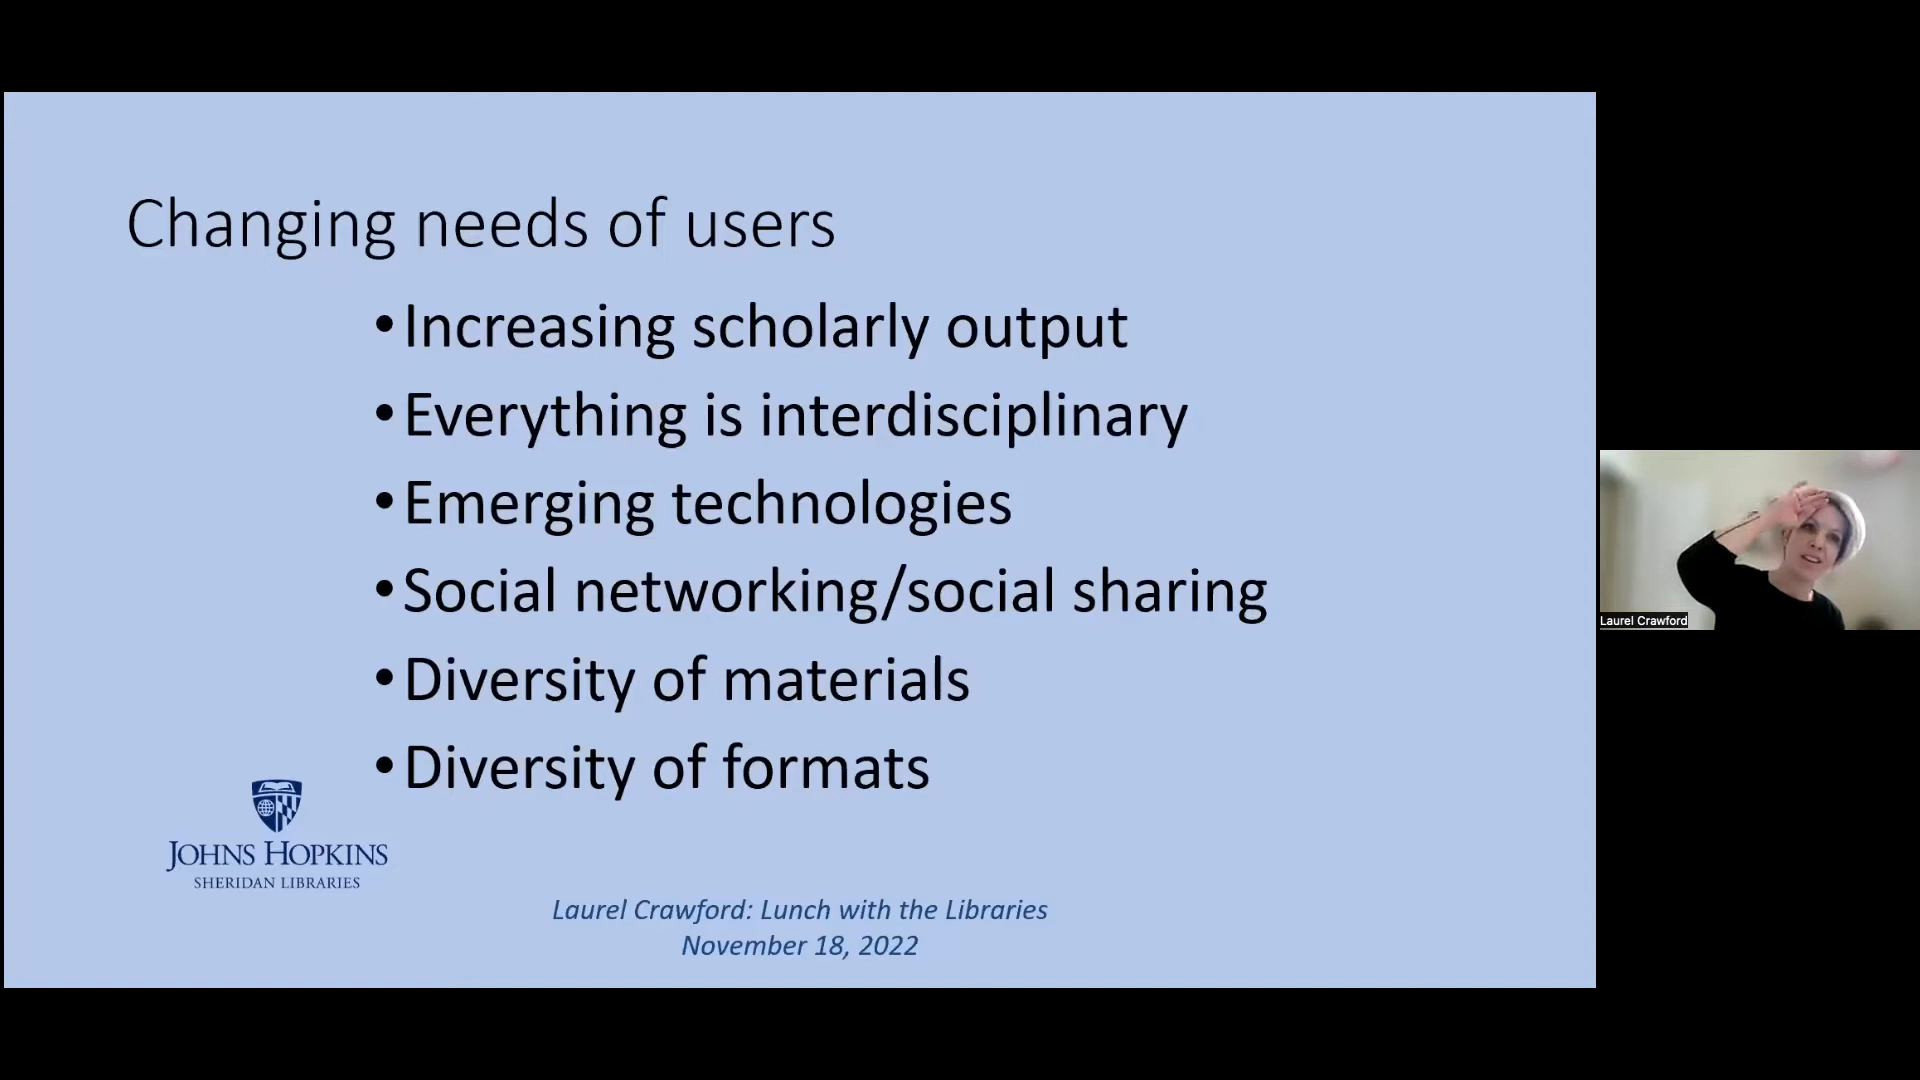 Changing needs of users
•Increasing scholarly output
•Everything is interdisciplinary
•Emerging technologies
•Social networking/social sharing
•Diversity of materials
•Diversity of formats
JOHNS HOPKINS
SHERIDAN LIBRARIES
Laurel Crawford: Lunch with the Libraries
November 18, 2022
Laurel Crawford